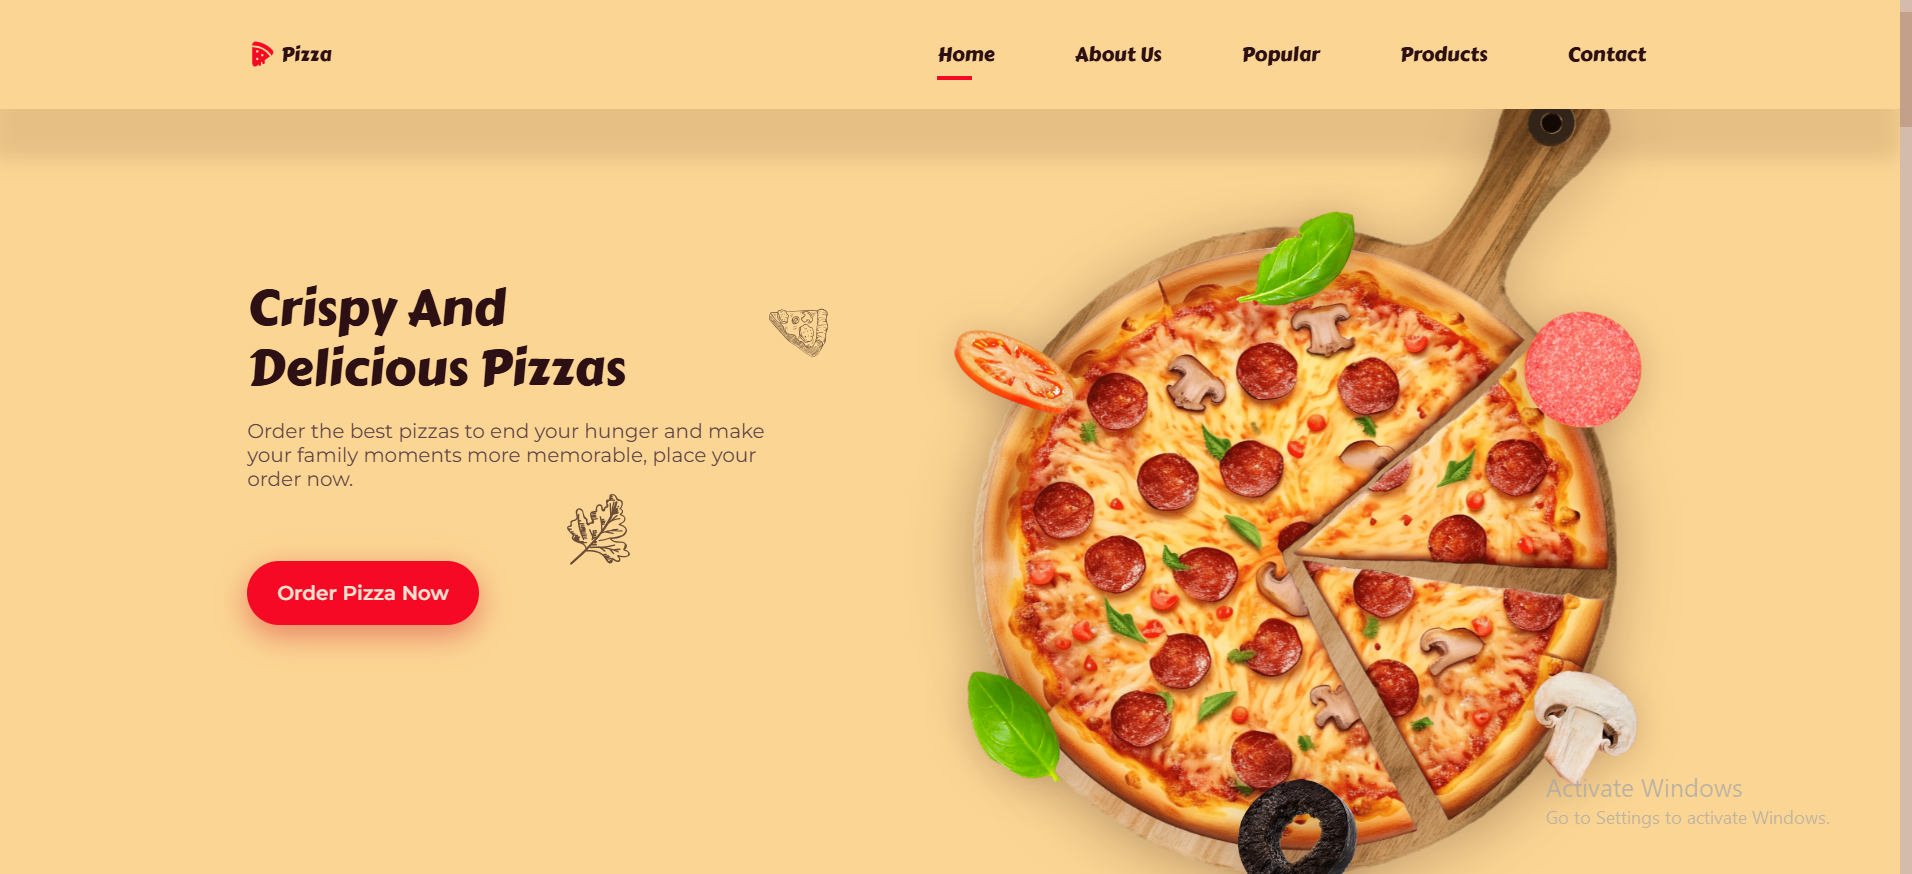 Pizza
Home
About Us
Popular
Products
Contact
Crispy And
Delicious Pizzas
Order the best pizzas to end your hunger and make
your family moments more memorable, place your
order now.
Order Pizza Now
Activate Windows
Go to Settings to activate Windows.